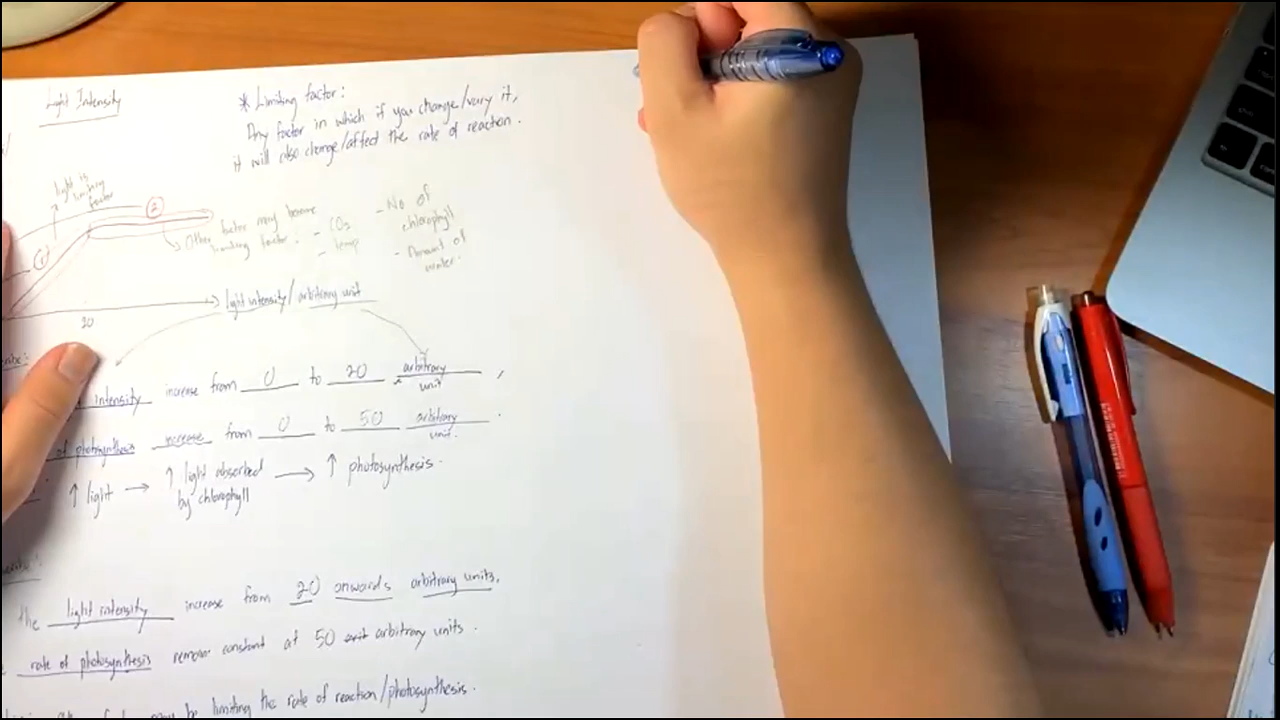 Light Intensity
* Limiting factor:
Any factor in which if you change/vary it,
it will also change/affect the rate of reaction.
light is
limiting
factor
①
②
Other factor may become
limiting factor.
- CO₂
- temp
- No of
chlorophyll
- Amount of
water.
20
light intensity / arbitrary unit
intensity increase from 0 to 20 arbitrary
unit ,
of photosynthesis increase from 0 to 50 arbitrary
unit.
↑ light → ↑ light absorbed
by chlorophyll → ↑ photosynthesis.
the light intensity increase from 20 onwards arbitrary units,
rate of photosynthesis constant at 50 arbitrary units.
may be limiting the rate of reaction/photosynthesis.